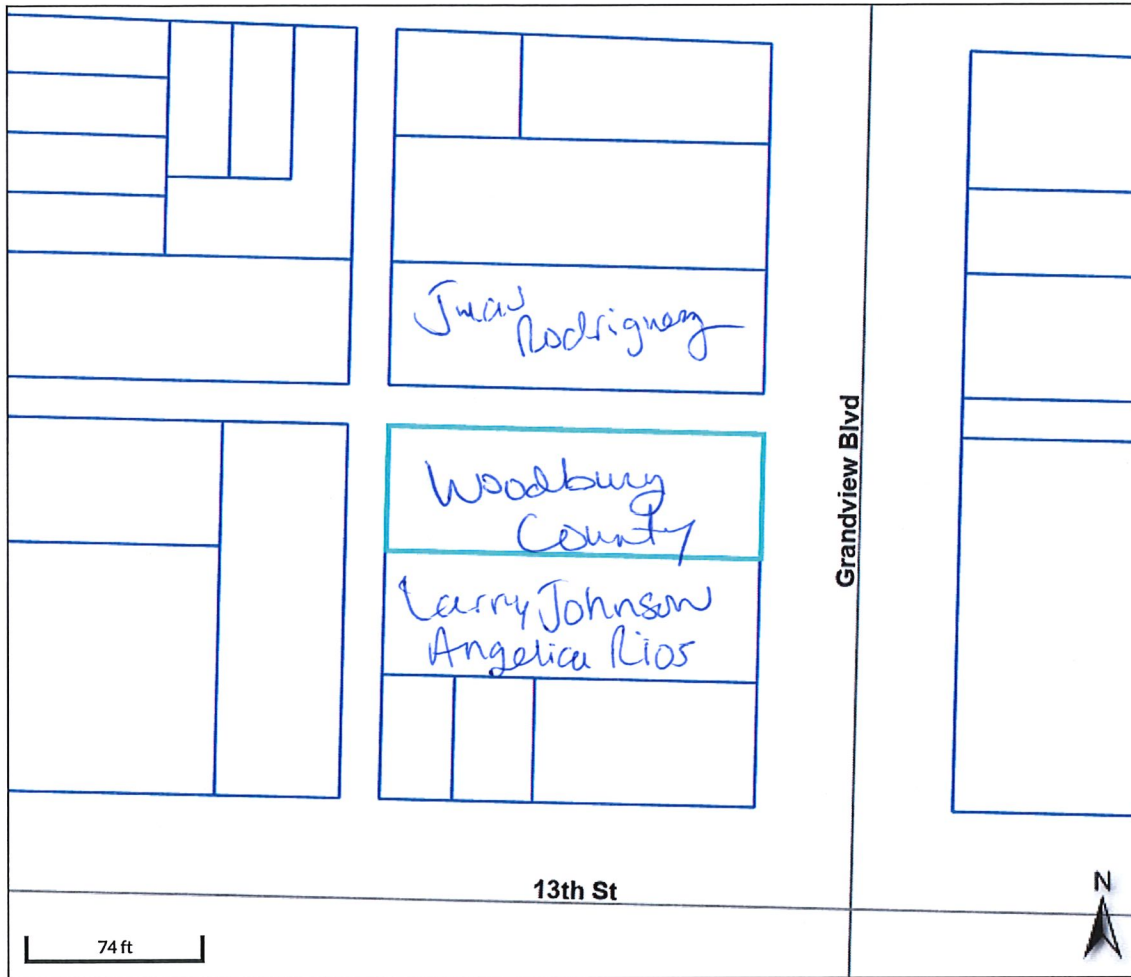 Juan
Rodriguez
Woodbury
County
Larry Johnson
Angelica Rios
Grandview Blvd
13th St
74 ft
N